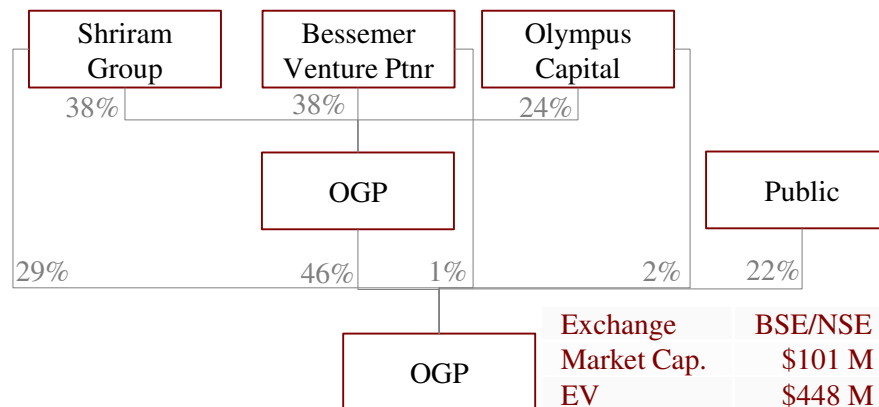 Shriram
Group
Bessemer
Venture Ptnr
Olympus
Capital
38%
38%
24%
OGP
Public
29%
46%
1%
2%
22%
OGP
Exchange BSE/NSE
Market Cap. $101 M
EV $448 M